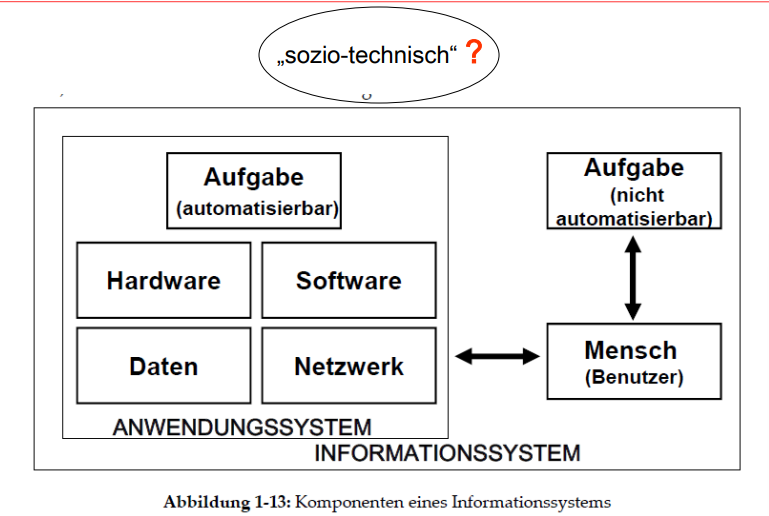 „sozio-technisch“ ?
Aufgabe
(automatisierbar)
Hardware
Software
Daten
Netzwerk
ANWENDUNGSSYSTEM
Aufgabe
(nicht
automatisierbar)
Mensch
(Benutzer)
INFORMATIONSSYSTEM
Abbildung 1-13: Komponenten eines Informationssystems